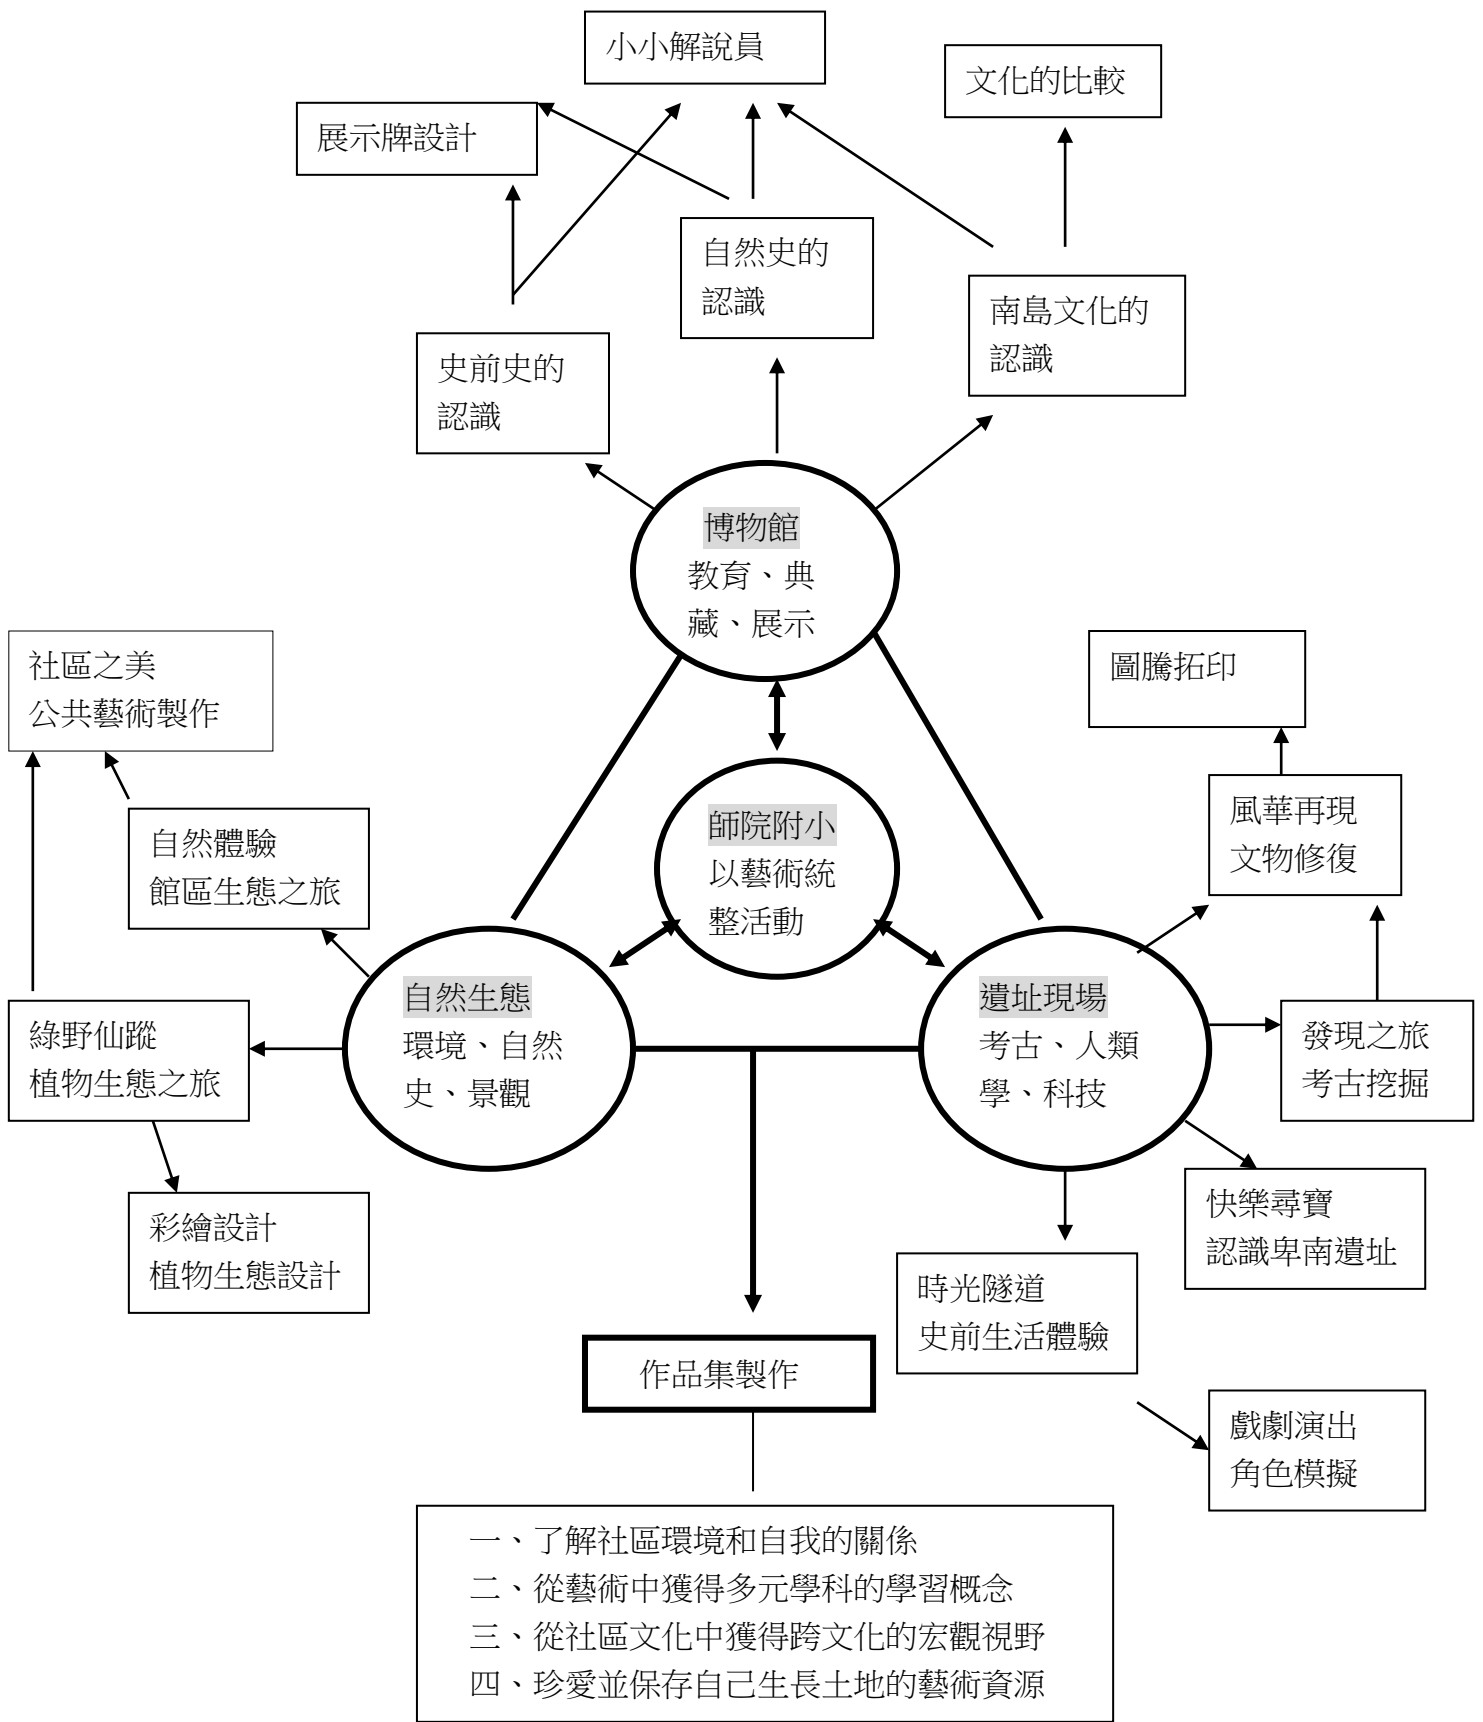 小小解說員
文化的比較
展示牌設計
自然史的
認識
南島文化的
認識
史前史的
認識
博物館
教育、典
藏、展示
社區之美
公共藝術製作
圖騰拓印
師院附小
以藝術統
整活動
風華再現
文物修復
自然體驗
館區生態之旅
自然生態
環境、自然
史、景觀
遺址現場
考古、人類
學、科技
綠野仙蹤
植物生態之旅
發現之旅
考古挖掘
彩繪設計
植物生態設計
快樂尋寶
認識卑南遺址
時光隧道
史前生活體驗
作品集製作
戲劇演出
角色模擬
一、了解社區環境和自我的關係
二、從藝術中獲得多元學科的學習概念
三、從社區文化中獲得跨文化的宏觀視野
四、珍愛並保存自己生長土地的藝術資源